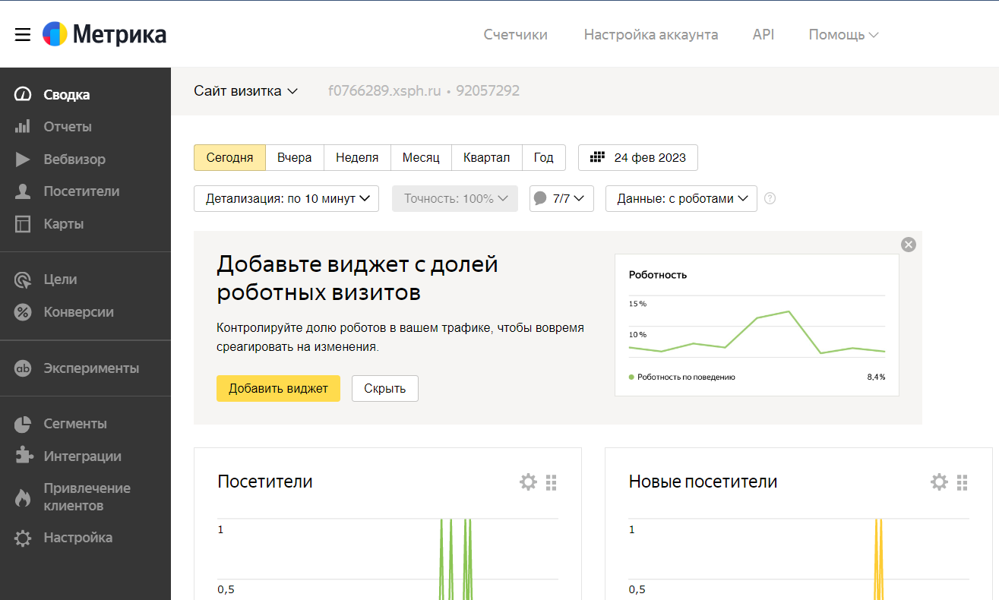 Метрика
Счетчики
Настройка аккаунта
API
Помощь
Сводка
Отчеты
Вебвизор
Посетители
Карты
Цели
Конверсии
ab
Эксперименты
Сегменты
Интеграции
Привлечение
клиентов
Настройка
Сайт визитка
f0766289.xsph.ru • 92057292
Сегодня
Вчера
Неделя
Месяц
Квартал
Год
24 фев 2023
Детализация: по 10 минут
Точность: 100%
7/7
Данные: с роботами
?
Добавьте виджет с долей
роботных визитов
Контролируйте долю роботов в вашем трафике, чтобы вовремя
среагировать на изменения.
Добавить виджет
Скрыть
Роботность
15 %
10 %
Роботность по поведению
8,4%
Посетители
1
0,5
Новые посетители
1
0,5